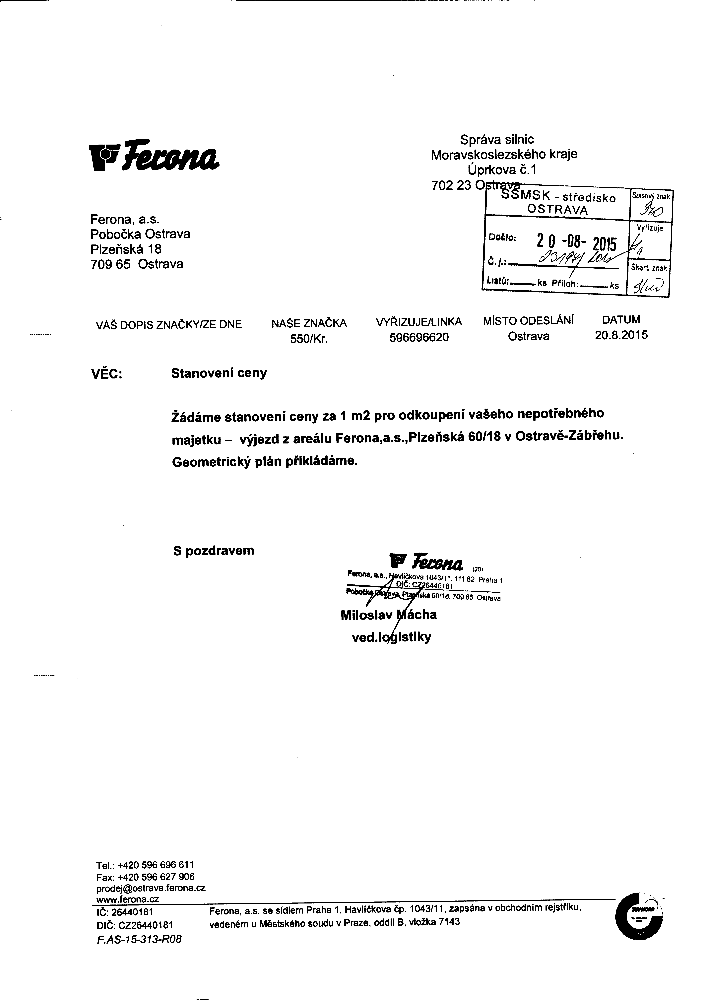 Ferona
Správa silnic
Moravskoslezského kraje
Úprkova č.1
702 23 Ostrava
SSMSK - středisko
OSTRAVA
Spisový znak
Došlo: 20 -08- 2015
Vyřizuje
Č. j.:
Skart. znak
Listů: ks Příloh: ks
Ferona, a.s.
Pobočka Ostrava
Plzeňská 18
709 65 Ostrava
VÁŠ DOPIS ZNAČKY/ZE DNE NAŠE ZNAČKA VYŘIZUJE/LINKA MÍSTO ODESLÁNÍ DATUM
550/Kr. 596696620 Ostrava 20.8.2015
VĚC: Stanovení ceny
Žádáme stanovení ceny za 1 m2 pro odkoupení vašeho nepotřebného
majetku – výjezd z areálu Ferona,a.s.,Plzeňská 60/18 v Ostravě-Zábřehu.
Geometrický plán přikládáme.
S pozdravem
Ferona (20)
Ferona, a.s., Havlíčkova 1043/11, 111 82 Praha 1
DIČ: CZ26440181
Pobočka Ostrava, Plzeňská 60/18, 709 65 Ostrava
Miloslav Mácha
ved.logistiky
Tel.: +420 596 696 611
Fax: +420 596 627 906
prodej@ostrava.ferona.cz
www.ferona.cz
IČ: 26440181 Ferona, a.s. se sídlem Praha 1, Havlíčkova čp. 1043/11, zapsána v obchodním rejstříku,
DIČ: CZ26440181 vedeném u Městského soudu v Praze, oddíl B, vložka 7143
F.AS-15-313-R08
TÜV NORD